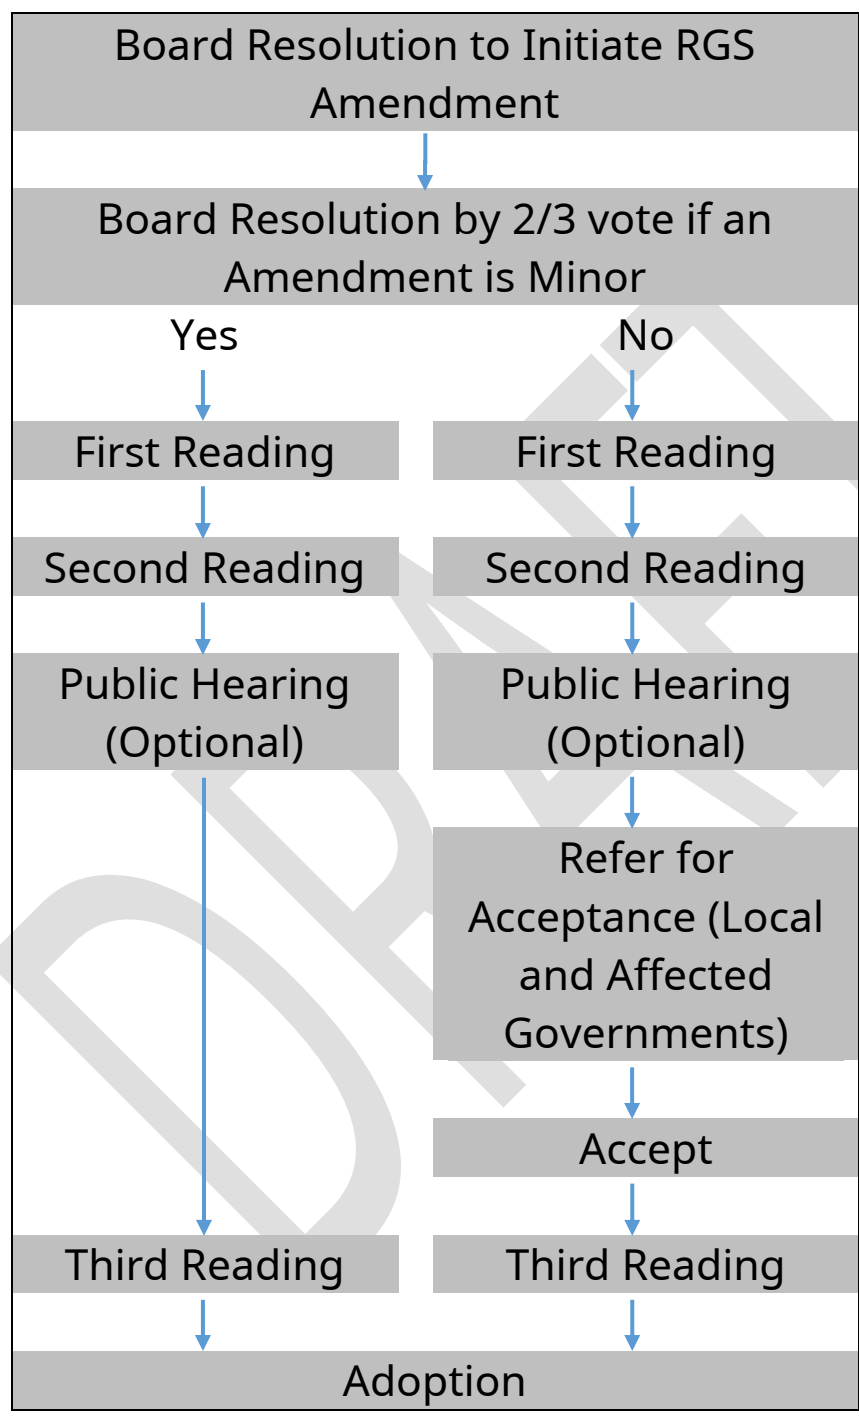 Board Resolution to Initiate RGS
Amendment
Board Resolution by 2/3 vote if an
Amendment is Minor
Yes
No
First Reading
First Reading
Second Reading
Second Reading
Public Hearing
(Optional)
Public Hearing
(Optional)
Refer for
Acceptance (Local
and Affected
Governments)
Accept
Third Reading
Third Reading
Adoption
DRAFT